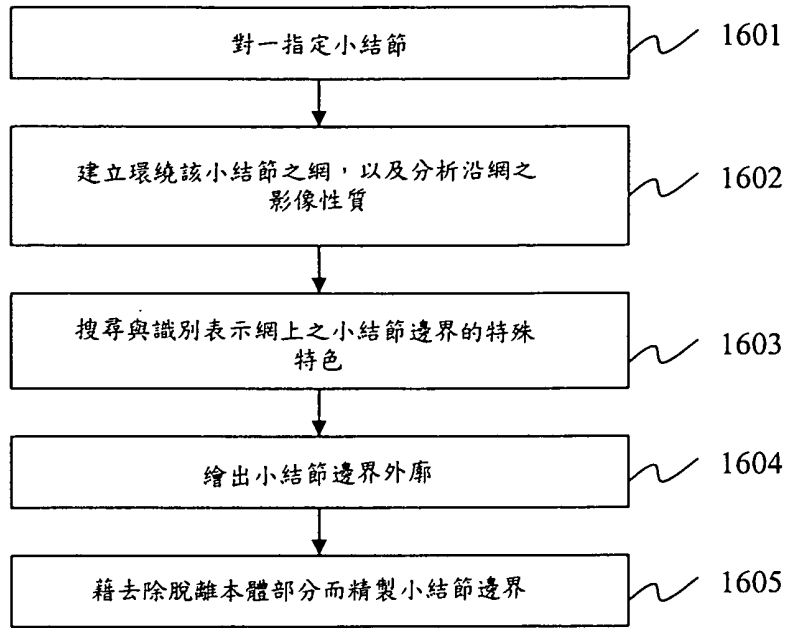 對一指定小結節
1601
建立環繞該小結節之網，以及分析沿網之
影像性質
1602
搜尋與識別表示網上之小結節邊界的特殊
特色
1603
繪出小結節邊界外廓
1604
藉去除脫離本體部分而精製小結節邊界
1605